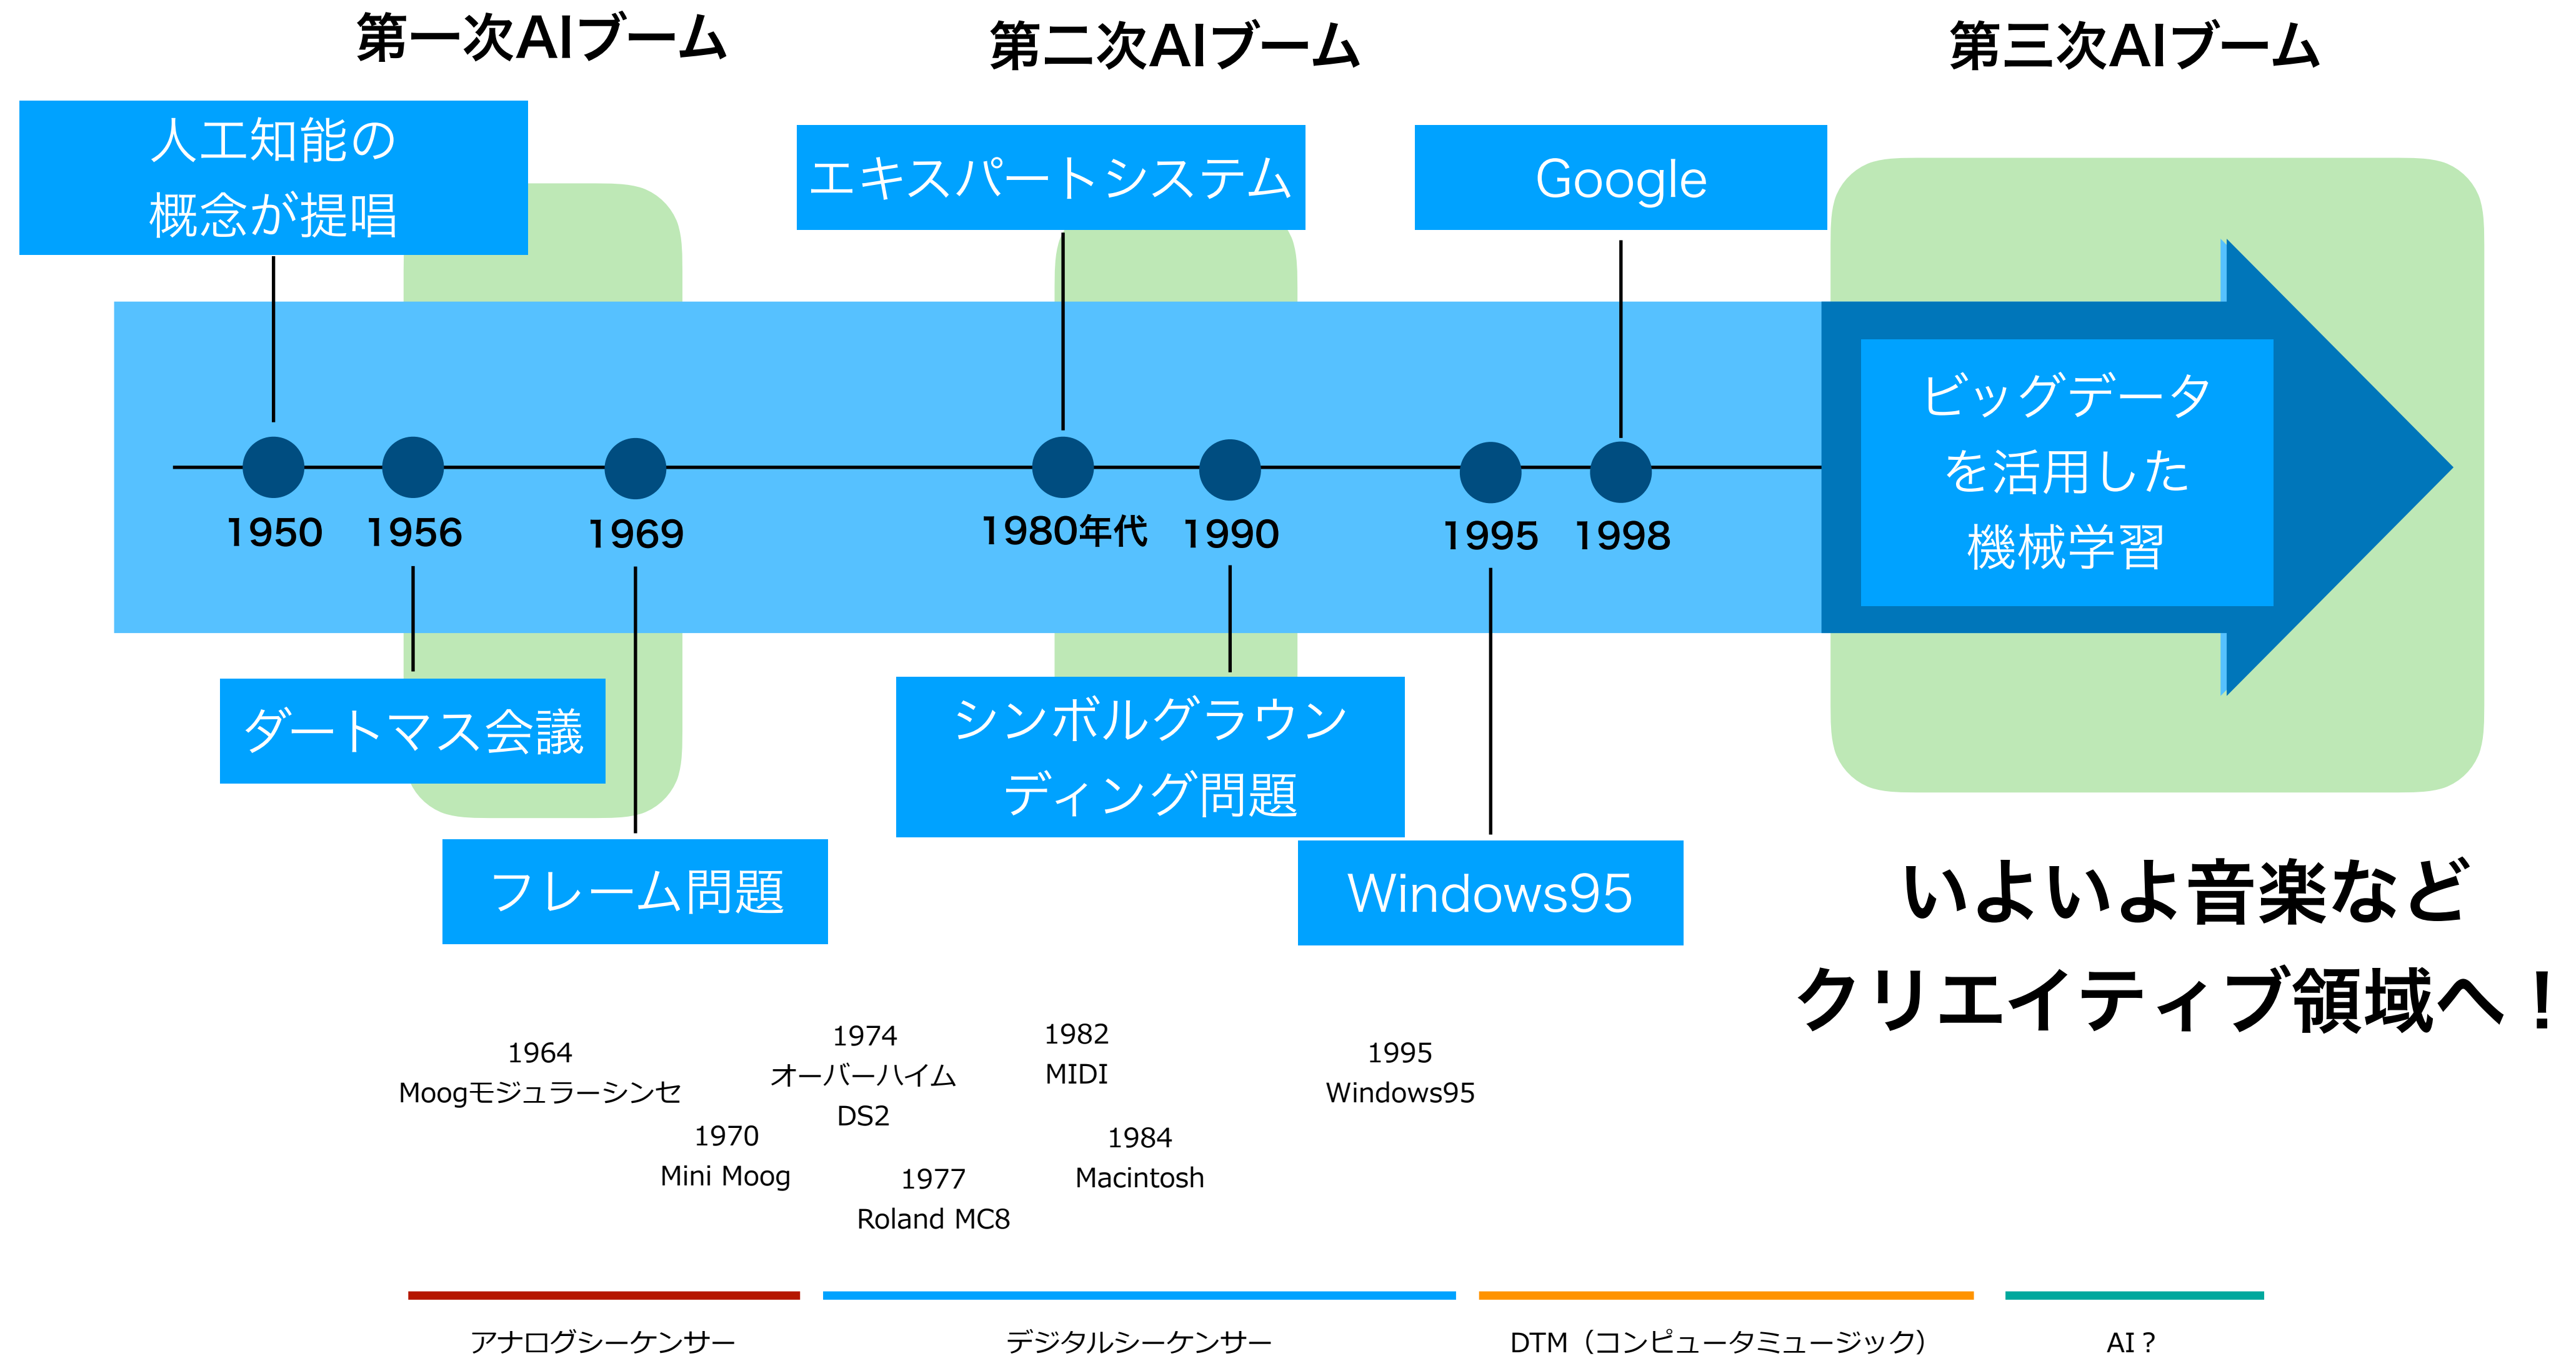 第一次AIブーム
第二次AIブーム
第三次AIブーム
人工知能の
概念が提唱
エキスパートシステム
Google
ビッグデータ
を活用した
機械学習
1950
1956
1969
1980年代
1990
1995
1998
ダートマス会議
シンボルグラウン
ディング問題
フレーム問題
Windows95
いよいよ音楽など
クリエイティブ領域へ！
1964
Moogモジュラーシンセ
1970
Mini Moog
1974
オーバーハイム
DS2
1977
Roland MC8
1982
MIDI
1984
Macintosh
1995
Windows95
アナログシーケンサー
デジタルシーケンサー
DTM（コンピュータミュージック）
AI？